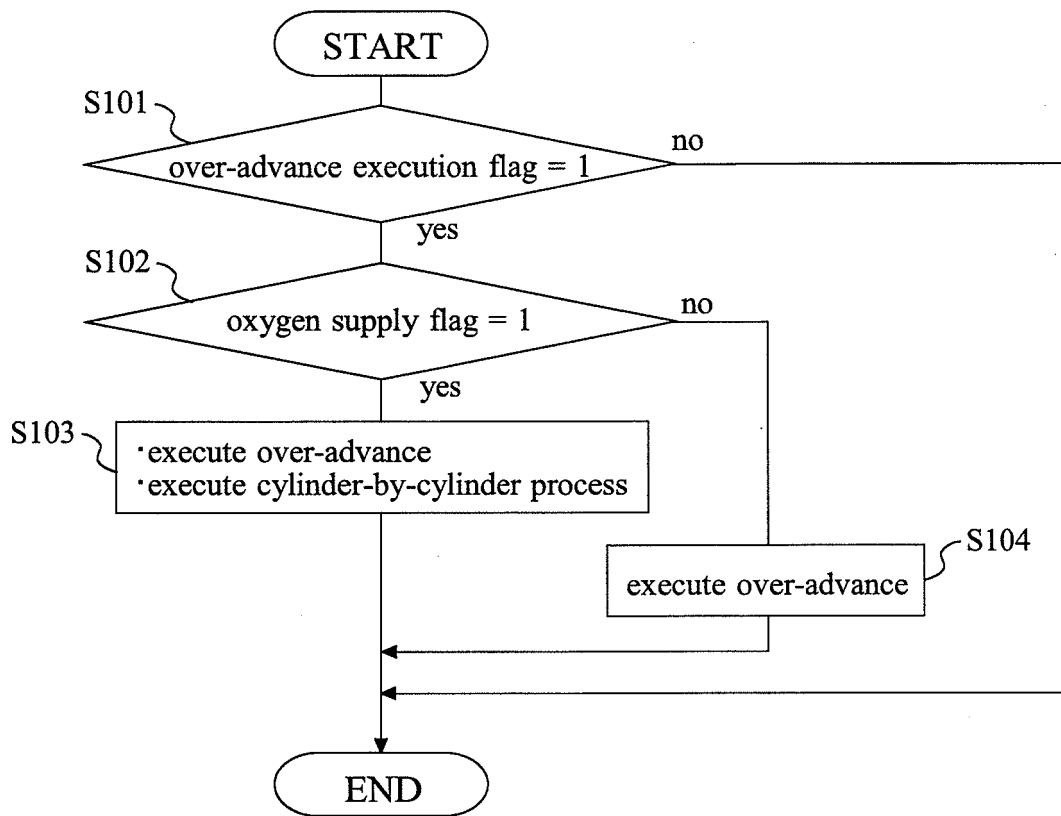 START
S101
over-advance execution flag = 1
no
yes
S102
oxygen supply flag = 1
no
yes
S103
·execute over-advance
·execute cylinder-by-cylinder process
S104
execute over-advance
END